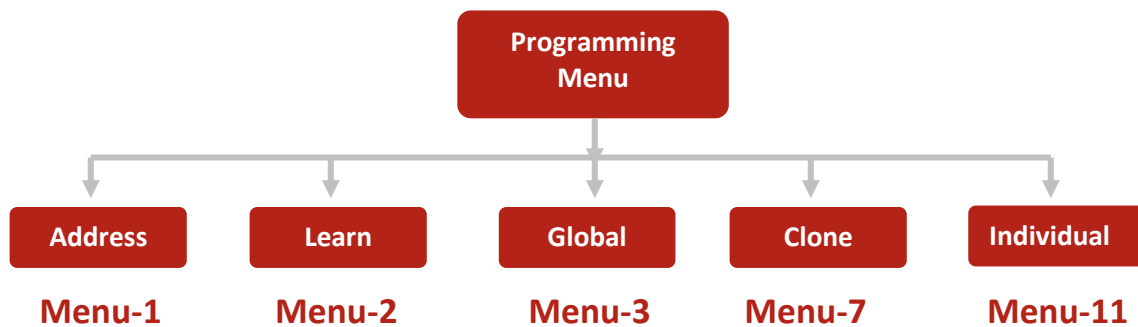 Programming
Menu
Address
Learn
Global
Clone
Individual
Menu-1
Menu-2
Menu-3
Menu-7
Menu-11